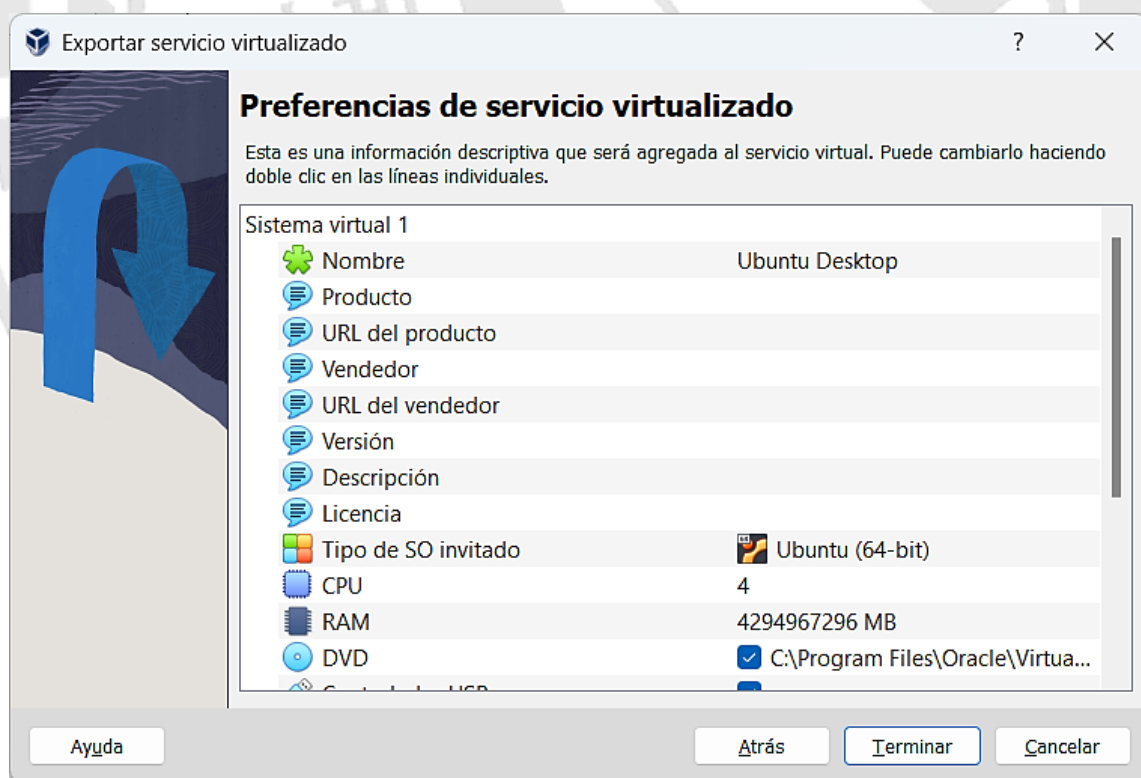 Exportar servicio virtualizado
?
Preferencias de servicio virtualizado
Esta es una información descriptiva que será agregada al servicio virtual. Puede cambiarlo haciendo
doble clic en las líneas individuales.
Sistema virtual 1
Nombre Ubuntu Desktop
Producto
URL del producto
Vendedor
URL del vendedor
Versión
Descripción
Licencia
Tipo de SO invitado Ubuntu (64-bit)
CPU 4
RAM 4294967296 MB
DVD C:\Program Files\Oracle\Virtua...
Ayuda Atrás Terminar Cancelar